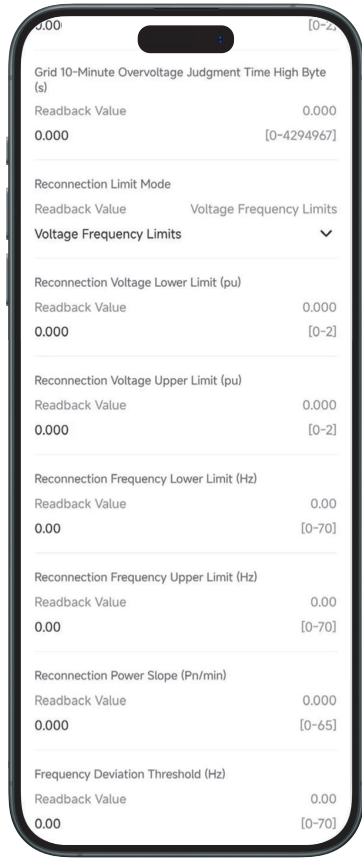 [0-2]
Grid 10-Minute Overvoltage Judgment Time High Byte
(s)
Readback Value 0.000
0.000 [0-4294967]
Reconnection Limit Mode
Readback Value Voltage Frequency Limits
Voltage Frequency Limits
Reconnection Voltage Lower Limit (pu)
Readback Value 0.000
0.000 [0-2]
Reconnection Voltage Upper Limit (pu)
Readback Value 0.000
0.000 [0-2]
Reconnection Frequency Lower Limit (Hz)
Readback Value 0.00
0.00 [0-70]
Reconnection Frequency Upper Limit (Hz)
Readback Value 0.00
0.00 [0-70]
Reconnection Power Slope (Pn/min)
Readback Value 0.000
0.000 [0-65]
Frequency Deviation Threshold (Hz)
Readback Value 0.00
0.00 [0-70]